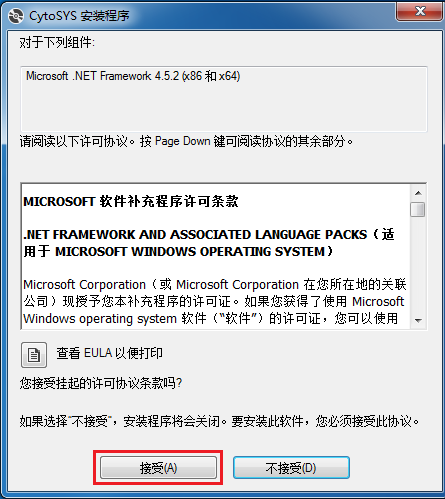 CytoSYS 安装程序
对于下列组件:
Microsoft .NET Framework 4.5.2 (x86 和 x64)
请阅读以下许可协议。按 Page Down 键可阅读协议的其余部分。
MICROSOFT 软件补充程序许可条款
.NET FRAMEWORK AND ASSOCIATED LANGUAGE PACKS（适
用于 MICROSOFT WINDOWS OPERATING SYSTEM）
Microsoft Corporation（或 Microsoft Corporation 在您所在地的关联
公司）现授予您本补充程序的许可证。如果您获得了使用 Microsoft
Windows operating system 软件（“软件”）的许可证，您可以使用
查看 EULA 以便打印
您接受挂起的许可协议条款吗?
如果选择“不接受”，安装程序将会关闭。要安装此软件，您必须接受此协议。
接受(A)
不接受(D)